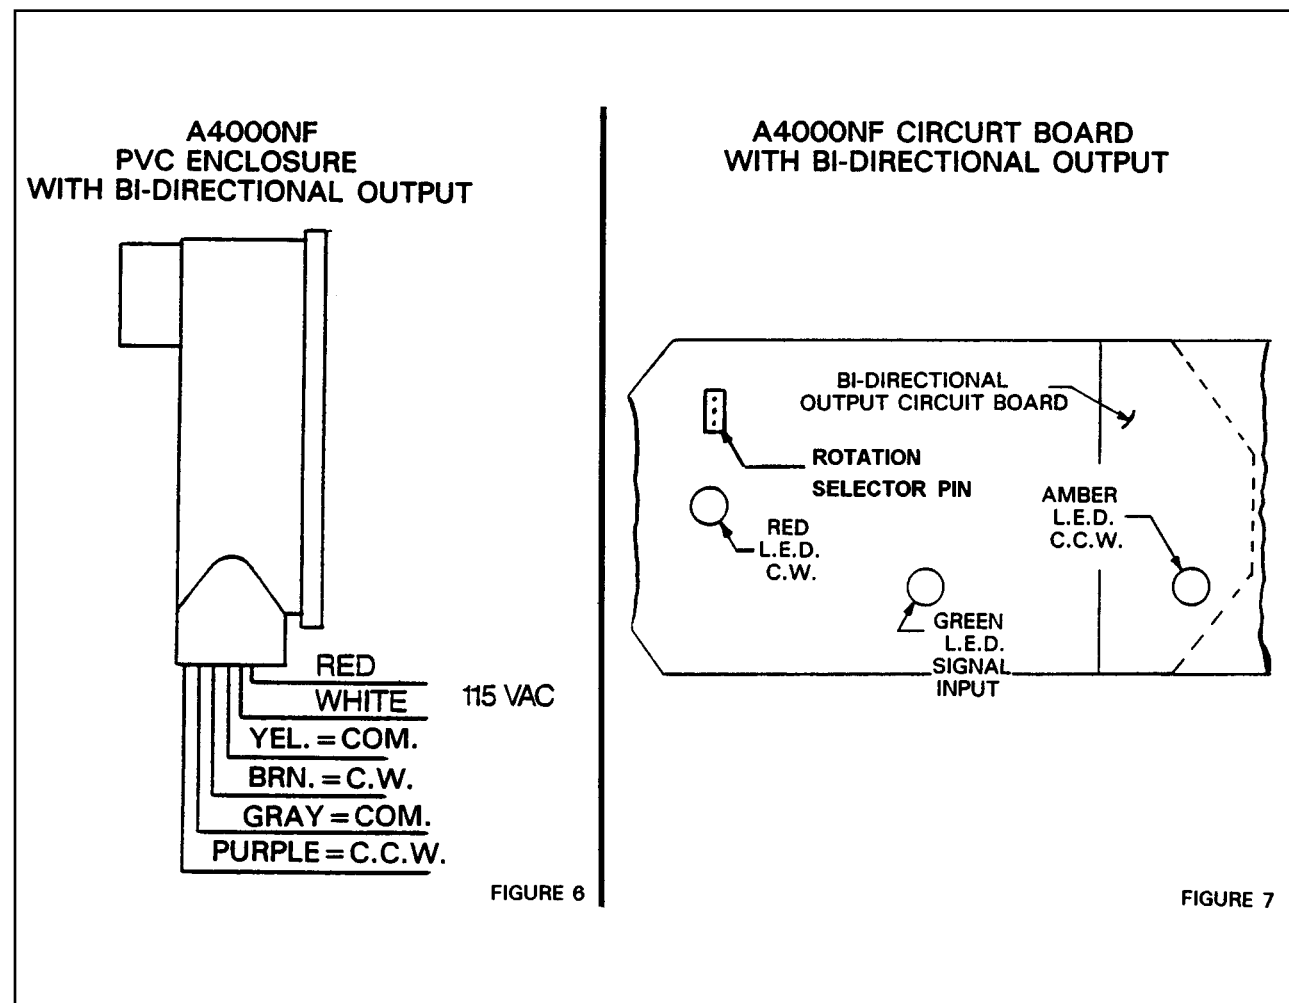 A4000NF
PVC ENCLOSURE
WITH BI-DIRECTIONAL OUTPUT
RED
WHITE
115 VAC
YEL.=COM.
BRN.=C.W.
GRAY=COM.
PURPLE=C.C.W.
FIGURE 6
A4000NF CIRCURT BOARD
WITH BI-DIRECTIONAL OUTPUT
BI-DIRECTIONAL
OUTPUT CIRCUIT BOARD
ROTATION
SELECTOR PIN
RED
L.E.D.
C.W.
AMBER
L.E.D.
C.C.W.
GREEN
L.E.D.
SIGNAL
INPUT
FIGURE 7